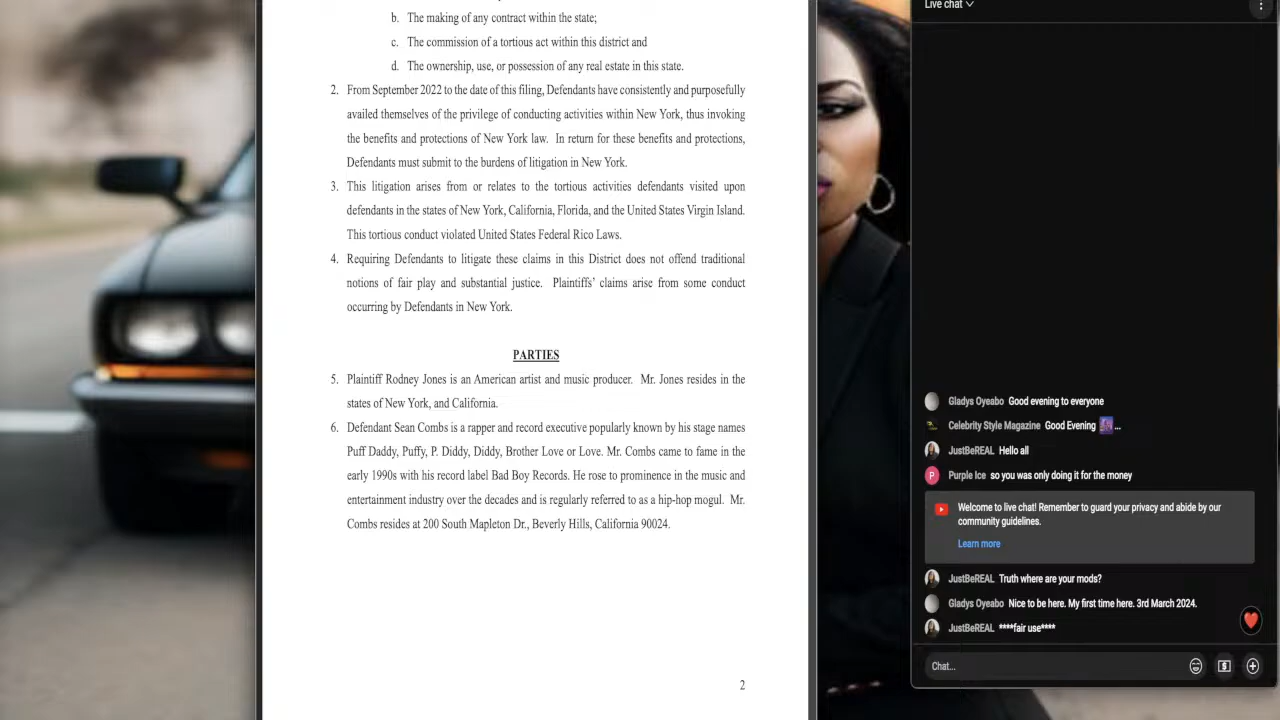 b. The making of any contract within the state;
c. The commission of a tortious act within this district and
d. The ownership, use, or possession of any real estate in this state.
2. From September 2022 to the date of this filing, Defendants have consistently and purposefully
availed themselves of the privilege of conducting activities within New York, thus invoking
the benefits and protections of New York law. In return for these benefits and protections,
Defendants must submit to the burdens of litigation in New York.
3. This litigation arises from or relates to the tortious activities defendants visited upon
defendants in the states of New York, California, Florida, and the United States Virgin Island.
This tortious conduct violated United States Federal Rico Laws.
4. Requiring Defendants to litigate these claims in this District does not offend traditional
notions of fair play and substantial justice. Plaintiffs' claims arise from some conduct
occurring by Defendants in New York.
PARTIES
5. Plaintiff Rodney Jones is an American artist and music producer. Mr. Jones resides in the
states of New York, and California.
6. Defendant Sean Combs is a rapper and record executive popularly known by his stage names
Puff Daddy, Puffy, P. Diddy, Diddy, Brother Love or Love. Mr. Combs came to fame in the
early 1990s with his record label Bad Boy Records. He rose to prominence in the music and
entertainment industry over the decades and is regularly referred to as a hip-hop mogul. Mr.
Combs resides at 200 South Mapleton Dr., Beverly Hills, California 90024.
2
Live chat
Gladys Oyeabo Good evening to everyone
Celebrity Style Magazine Good Evening ...
JustBeREAL Hello all
P Purple Ice so you was only doing it for the money
Welcome to live chat! Remember to guard your privacy and abide by our
community guidelines.
Learn more
JustBeREAL Truth where are your mods?
Gladys Oyeabo Nice to be here. My first time here. 3rd March 2024.
JustBeREAL ****fair use****
Chat...